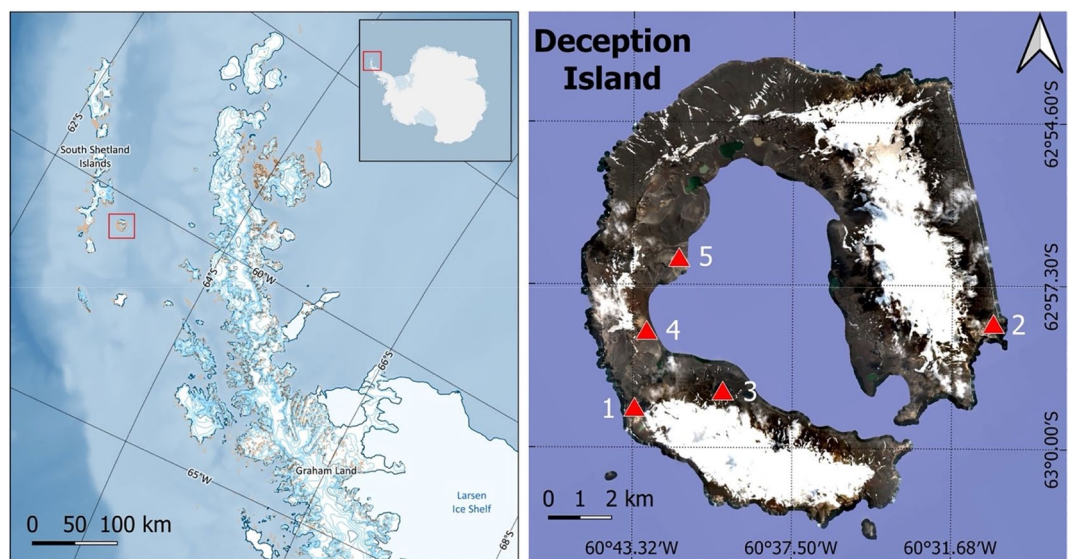 62°S
South Shetland
Islands
64°S
60°W
66°S
65°W
Graham Land
Larsen
Ice Shelf
68°S
0 50 100 km
Deception
Island
62°54.60'S
5
62°57.30'S
4
2
3
1
63°0.00'S
0 1 2 km
60°43.32'W 60°37.50'W 60°31.68'W